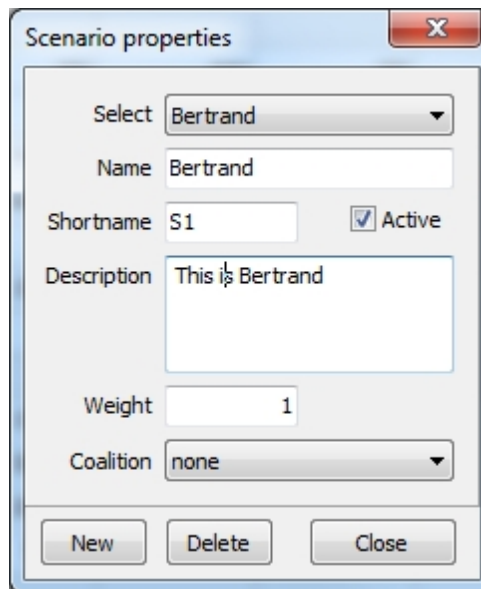 Scenario properties
Select Bertrand
Name Bertrand
Shortname S1 Active
Description This is Bertrand
Weight 1
Coalition none
New Delete Close